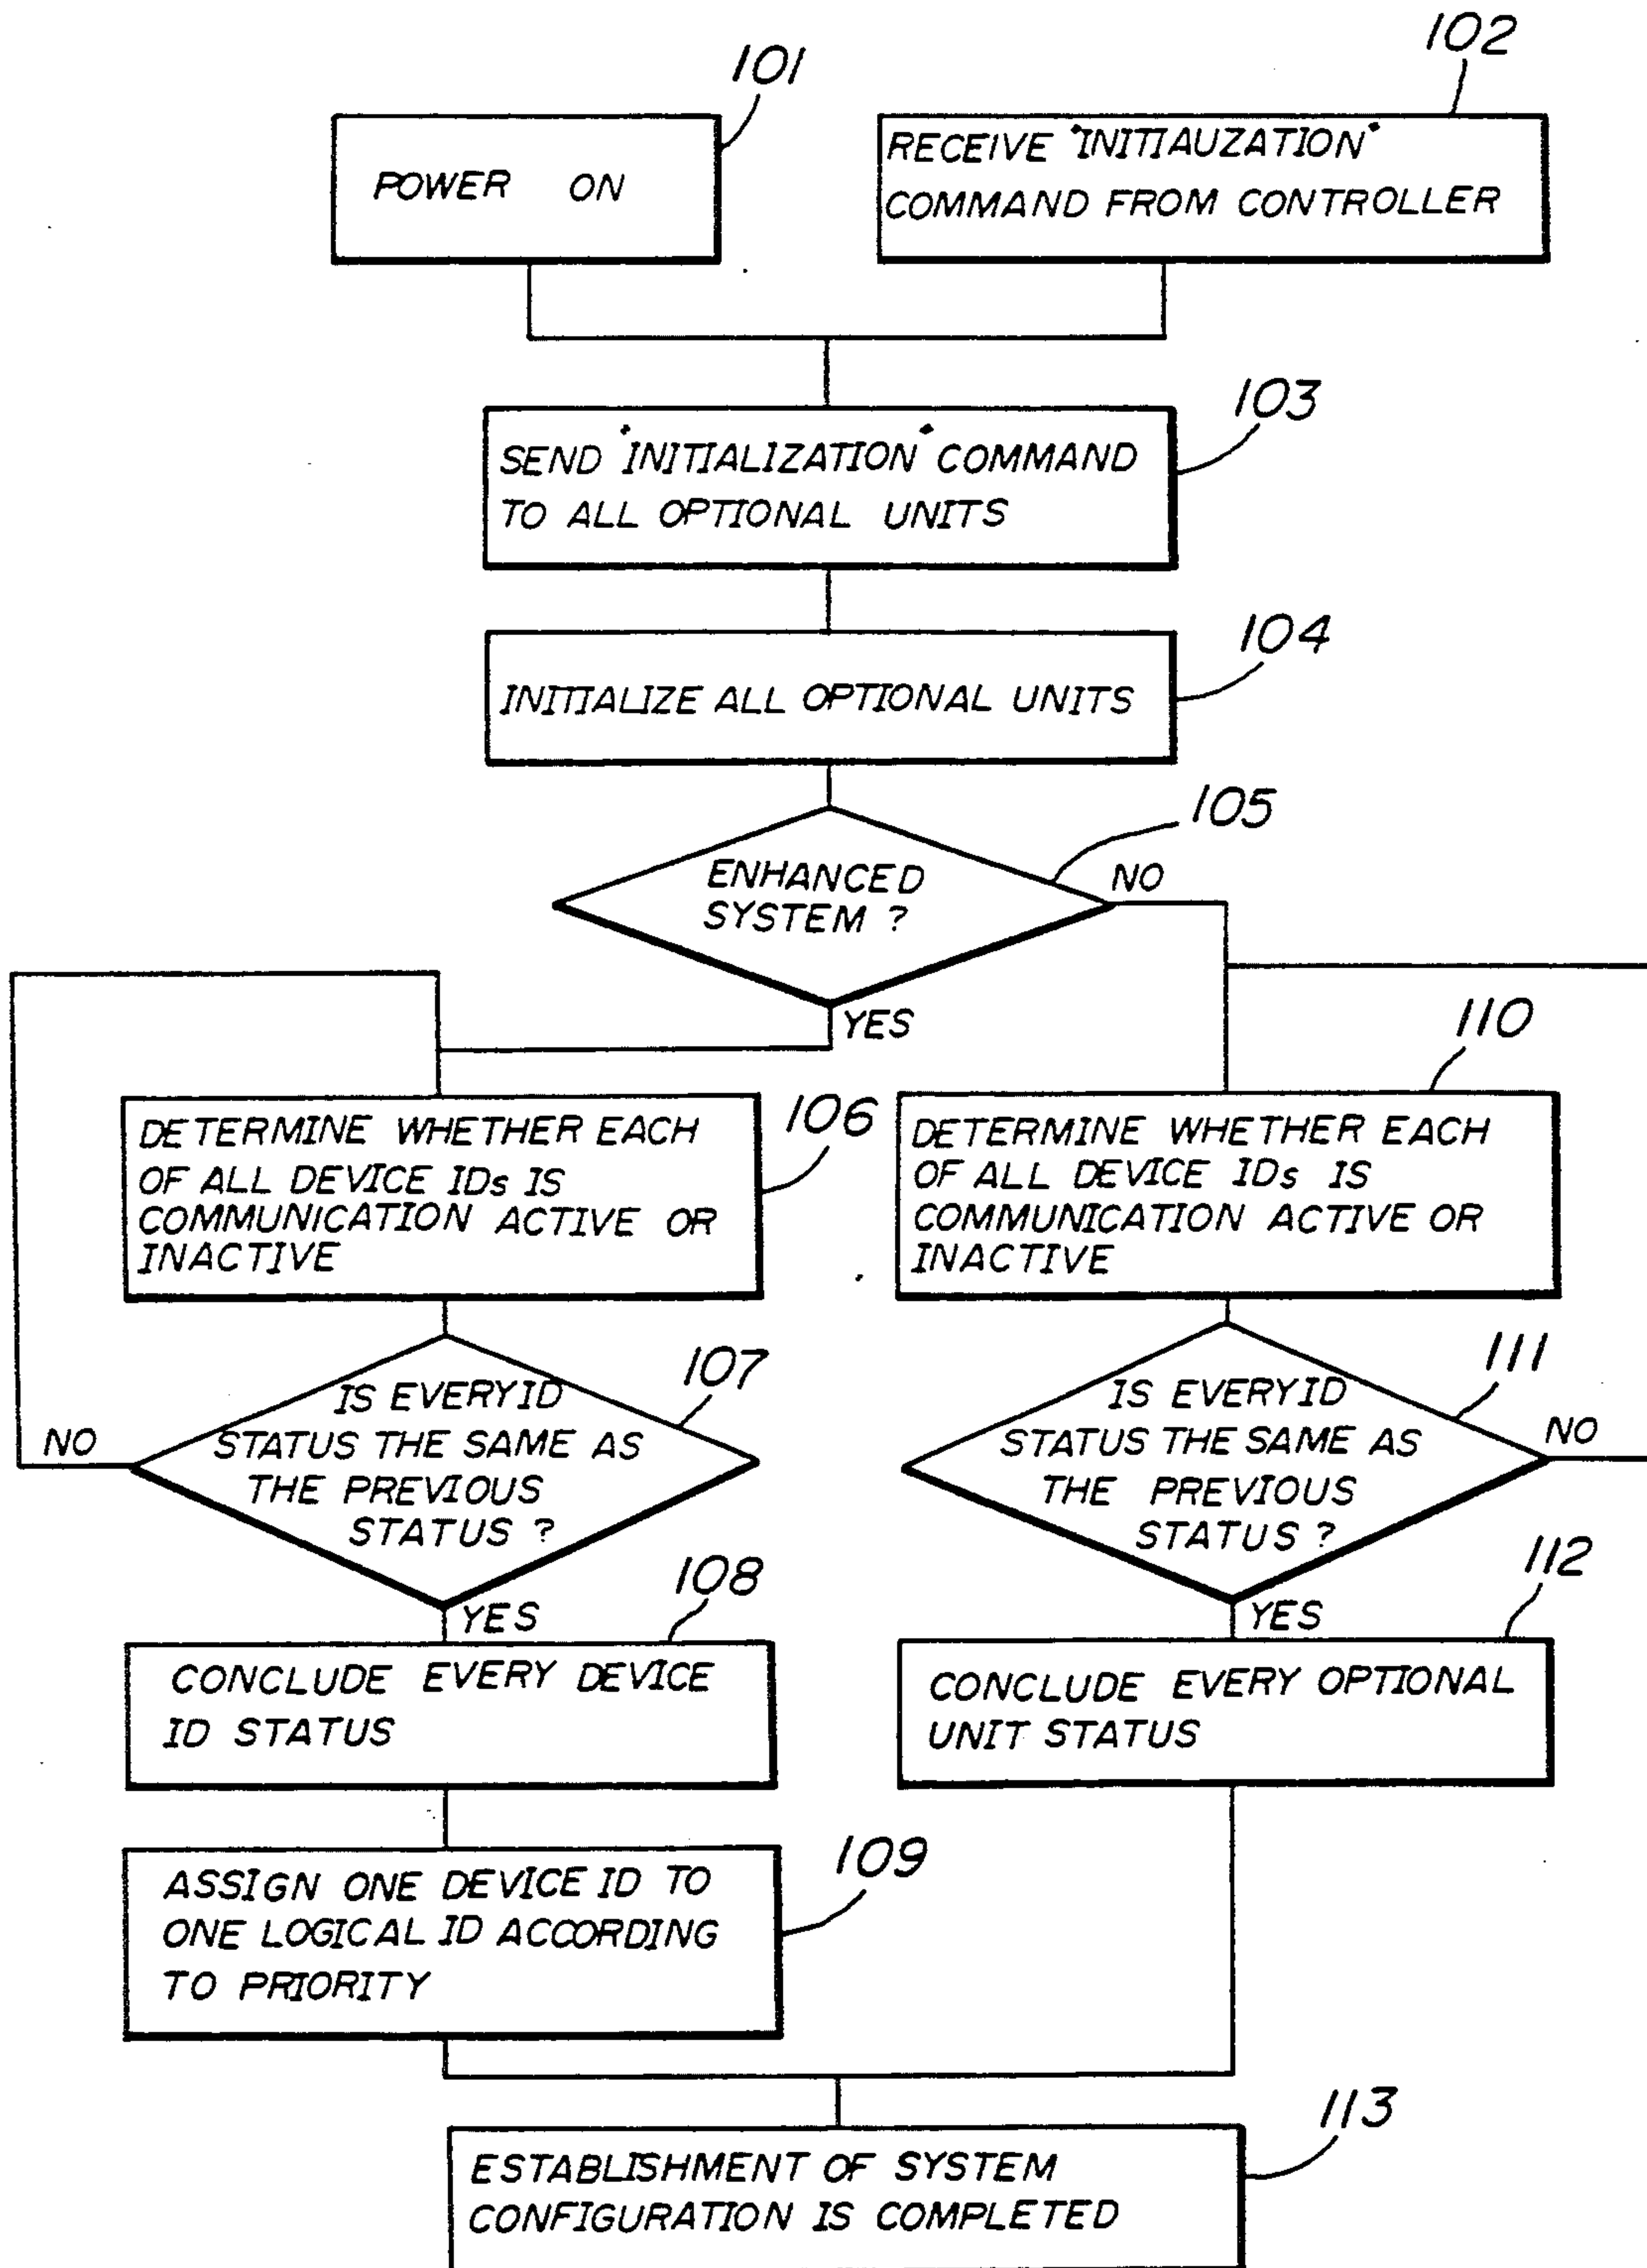 101
POWER ON
102
RECEIVE "INITIAUZATION"
COMMAND FROM CONTROLLER
103
SEND "INITIALIZATION" COMMAND
TO ALL OPTIONAL UNITS
104
INITIALIZE ALL OPTIONAL UNITS
105
ENHANCED
SYSTEM ?
NO
YES
106
DETERMINE WHETHER EACH
OF ALL DEVICE IDs IS
COMMUNICATION ACTIVE OR
INACTIVE
110
DETERMINE WHETHER EACH
OF ALL DEVICE IDs IS
COMMUNICATION ACTIVE OR
INACTIVE
107
IS EVERY ID
STATUS THE SAME AS
THE PREVIOUS
STATUS ?
NO
YES
111
IS EVERY ID
STATUS THE SAME AS
THE PREVIOUS
STATUS ?
NO
YES
108
CONCLUDE EVERY DEVICE
ID STATUS
112
CONCLUDE EVERY OPTIONAL
UNIT STATUS
109
ASSIGN ONE DEVICE ID TO
ONE LOGICAL ID ACCORDING
TO PRIORITY
113
ESTABLISHMENT OF SYSTEM
CONFIGURATION IS COMPLETED